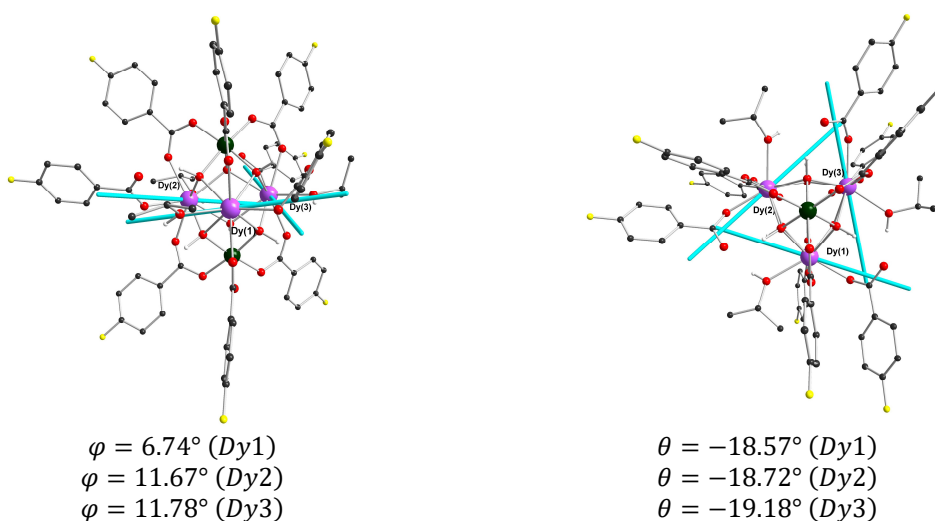 Dy(2)
Dy(3)
Dy(1)
Dy(3)
Dy(2)
Dy(1)
φ = 6.74° (Dy1)
φ = 11.67° (Dy2)
φ = 11.78° (Dy3)
θ = −18.57° (Dy1)
θ = −18.72° (Dy2)
θ = −19.18° (Dy3)